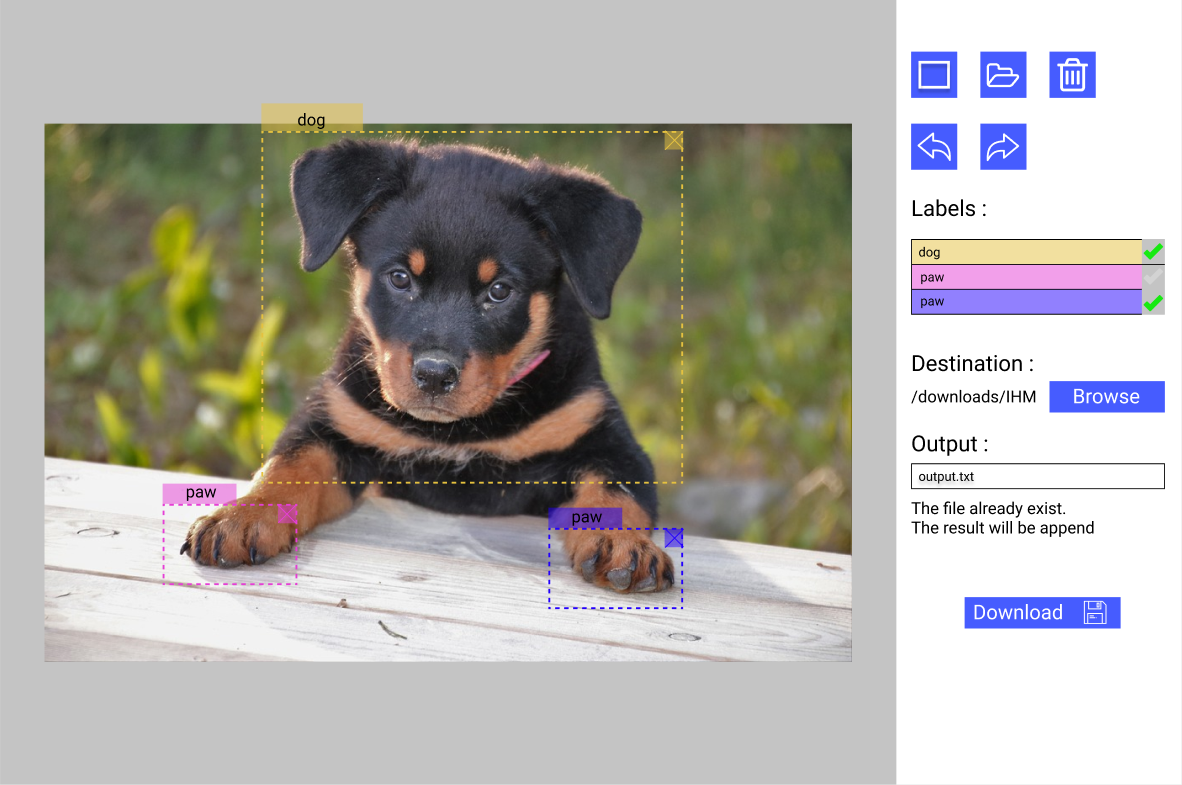 dog
paw
paw
Labels :
dog
paw
paw
Destination :
/downloads/IHM
Browse
Output :
output.txt
The file already exist.
The result will be append
Download